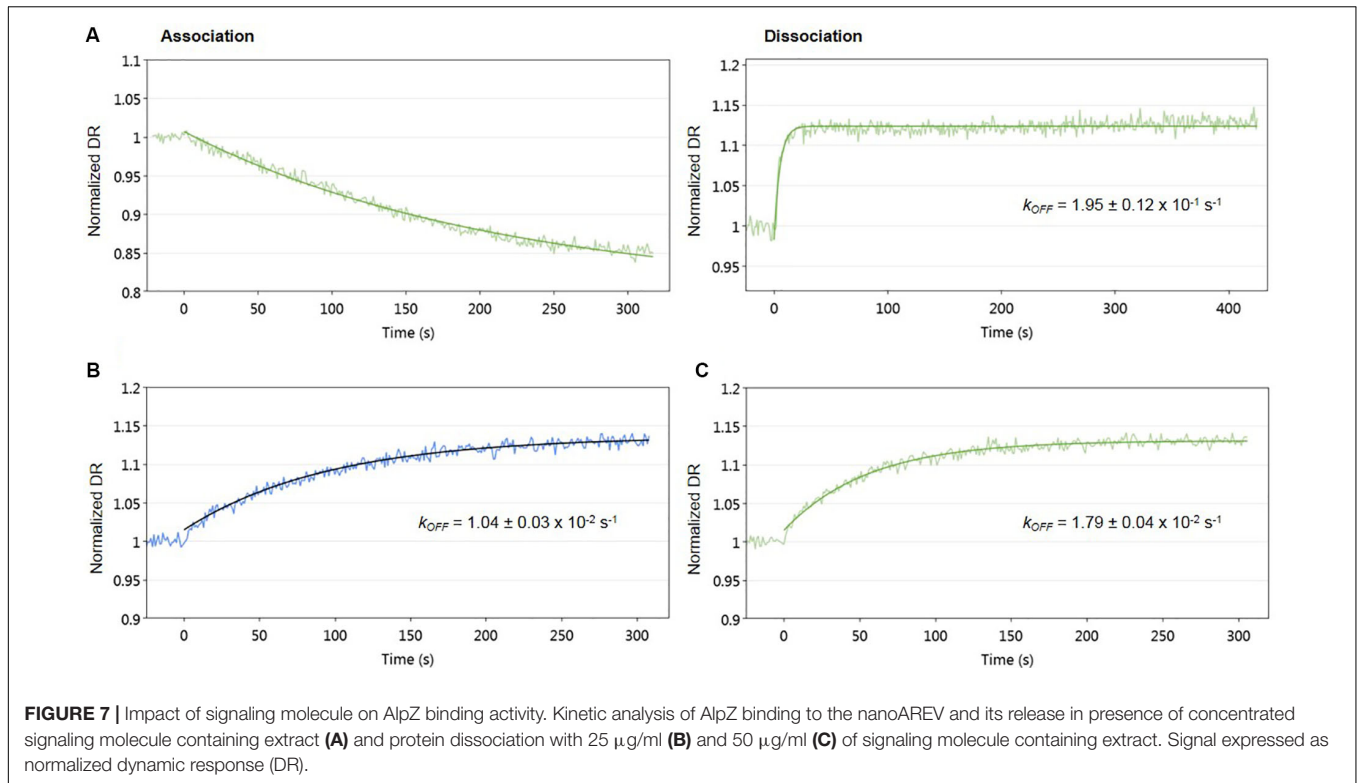 A
Association
1.1
1.05
1
0.95
0.9
0.85
0.8
Normalized DR
0 50 100 150 200 250 300
Time (s)
Dissociation
1.2
1.15
1.1
1.05
1
0.95
Normalized DR
k_OFF = 1.95 ± 0.12 x 10⁻¹ s⁻¹
0 100 200 300 400
Time (s)
B
1.2
1.15
1.1
1.05
1
0.95
0.9
Normalized DR
k_OFF = 1.04 ± 0.03 x 10⁻² s⁻¹
0 50 100 150 200 250 300
Time (s)
C
1.2
1.15
1.1
1.05
1
0.95
0.9
Normalized DR
k_OFF = 1.79 ± 0.04 x 10⁻² s⁻¹
0 50 100 150 200 250 300
Time (s)
FIGURE 7 | Impact of signaling molecule on AlpZ binding activity. Kinetic analysis of AlpZ binding to the nanoAREV and its release in presence of concentrated
signaling molecule containing extract (A) and protein dissociation with 25 μg/ml (B) and 50 μg/ml (C) of signaling molecule containing extract. Signal expressed as
normalized dynamic response (DR).